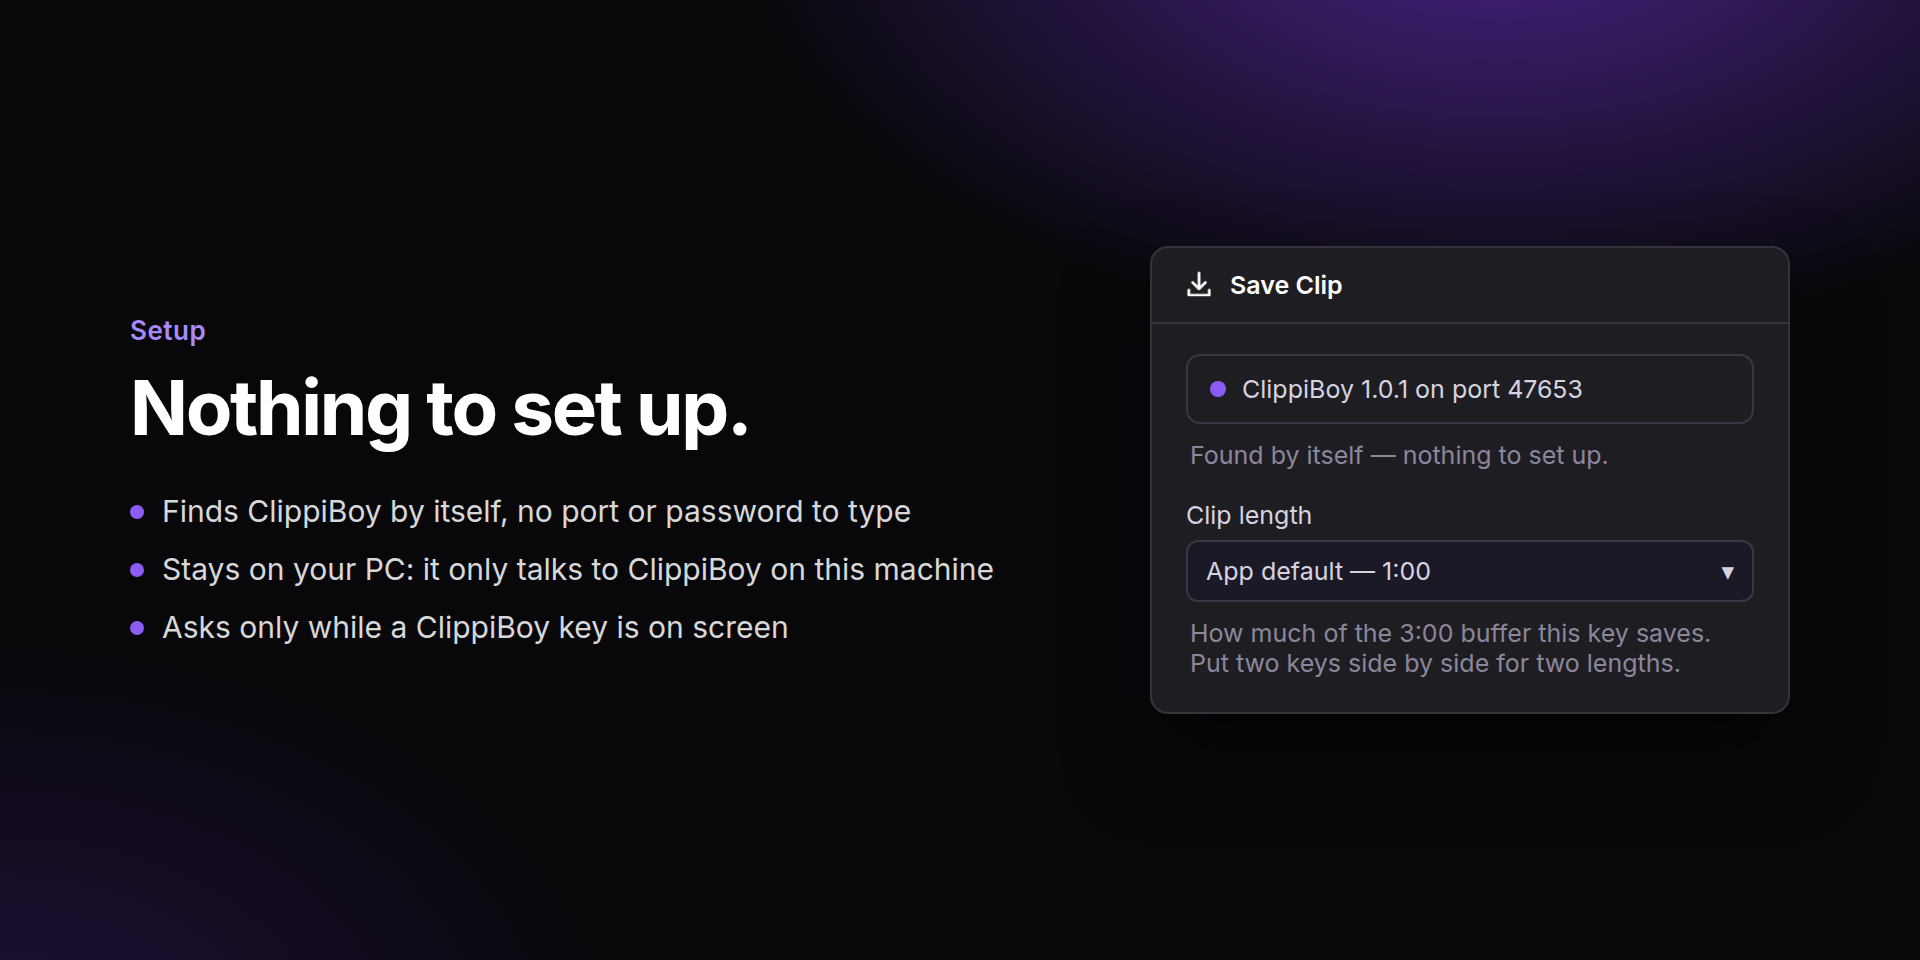 Setup
Nothing to set up.
Finds ClippiBoy by itself, no port or password to type
Stays on your PC: it only talks to ClippiBoy on this machine
Asks only while a ClippiBoy key is on screen
Save Clip
ClippiBoy 1.0.1 on port 47653
Found by itself — nothing to set up.
Clip length
App default — 1:00
How much of the 3:00 buffer this key saves.
Put two keys side by side for two lengths.